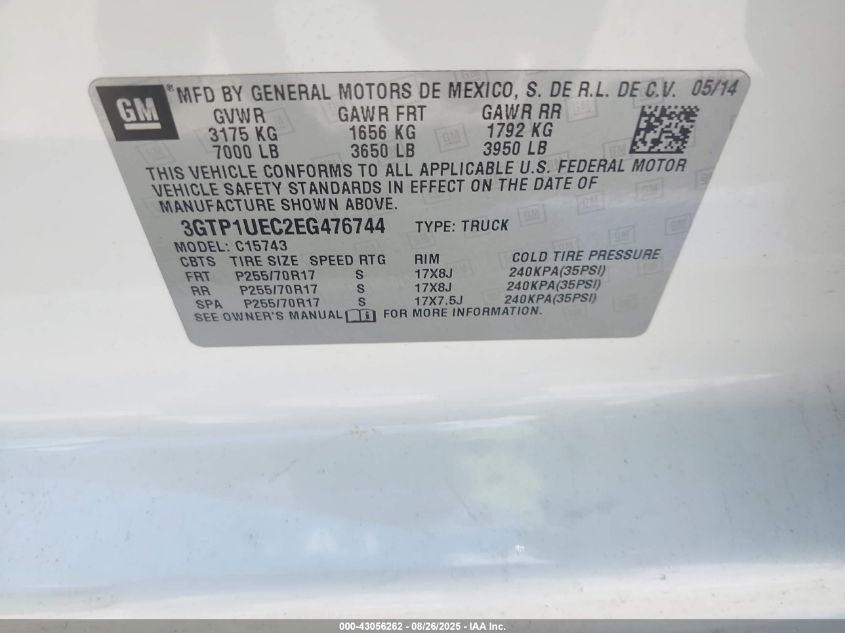 GM ® MFD BY GENERAL MOTORS DE MEXICO, S. DE R.L. DE C.V. 05/14
GVWR GAWR FRT GAWR RR
3175 KG 1656 KG 1792 KG
7000 LB 3650 LB 3950 LB
THIS VEHICLE CONFORMS TO ALL APPLICABLE U.S. FEDERAL MOTOR
VEHICLE SAFETY STANDARDS IN EFFECT ON THE DATE OF
MANUFACTURE SHOWN ABOVE.
3GTP1UEC2EG476744 TYPE: TRUCK
MODEL: C15743
CBTS TIRE SIZE SPEED RTG RIM COLD TIRE PRESSURE
FRT P255/70R17 S 17X8J 240KPA(35PSI)
RR P255/70R17 S 17X8J 240KPA(35PSI)
SPA P255/70R17 S 17X7.5J 240KPA(35PSI)
SEE OWNER'S MANUAL FOR MORE INFORMATION.
000-43056262 - 08/26/2025 - IAA Inc.